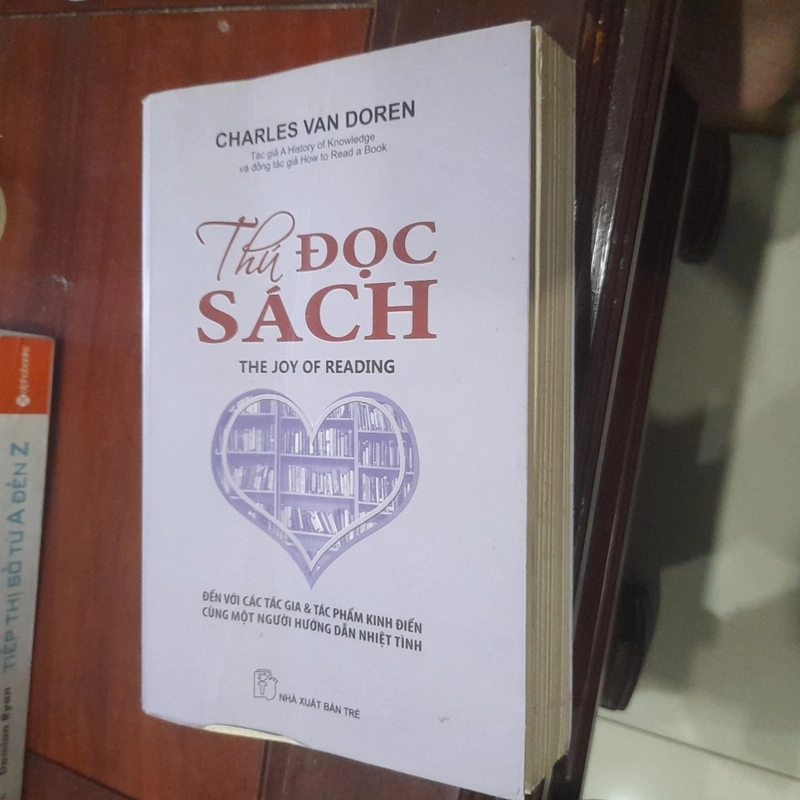 CHARLES VAN DOREN
Tác giả A History of Knowledge
và đồng tác giả How to Read a Book
Thú ĐỌC
SÁCH
THE JOY OF READING
ĐẾN VỚI CÁC TÁC GIA & TÁC PHẨM KINH ĐIỂN
CÙNG MỘT NGƯỜI HƯỚNG DẪN NHIỆT TÌNH
NHÀ XUẤT BẢN TRẺ
TIẾP THỊ SỐ TỪ A ĐẾN Z
Damian Ryan
alphabooks